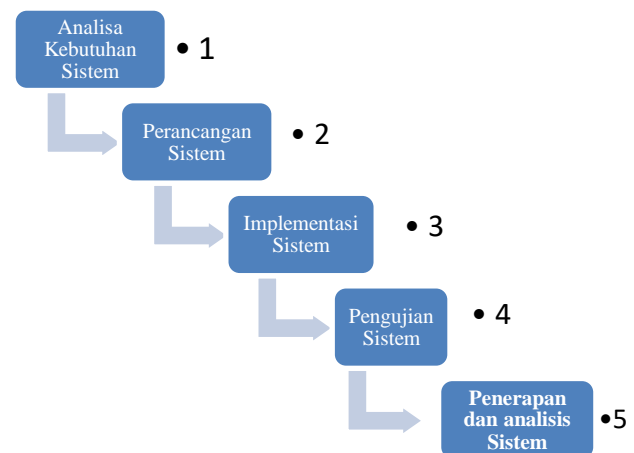 Analisa
Kebutuhan
Sistem
• 1
Perancangan
Sistem
• 2
Implementasi
Sistem
• 3
Pengujian
Sistem
• 4
Penerapan
dan analisis
Sistem
•5